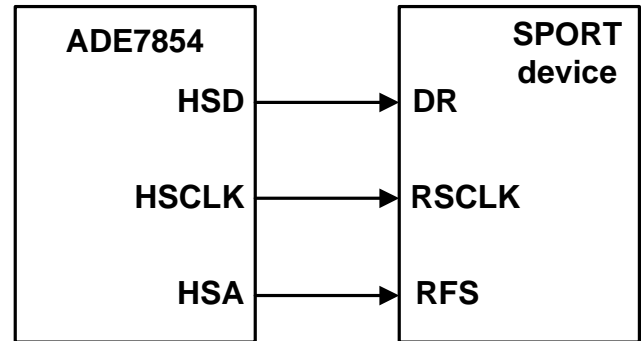 ADE7854
HSD
HSCLK
HSA
SPORT
device
DR
RSCLK
RFS